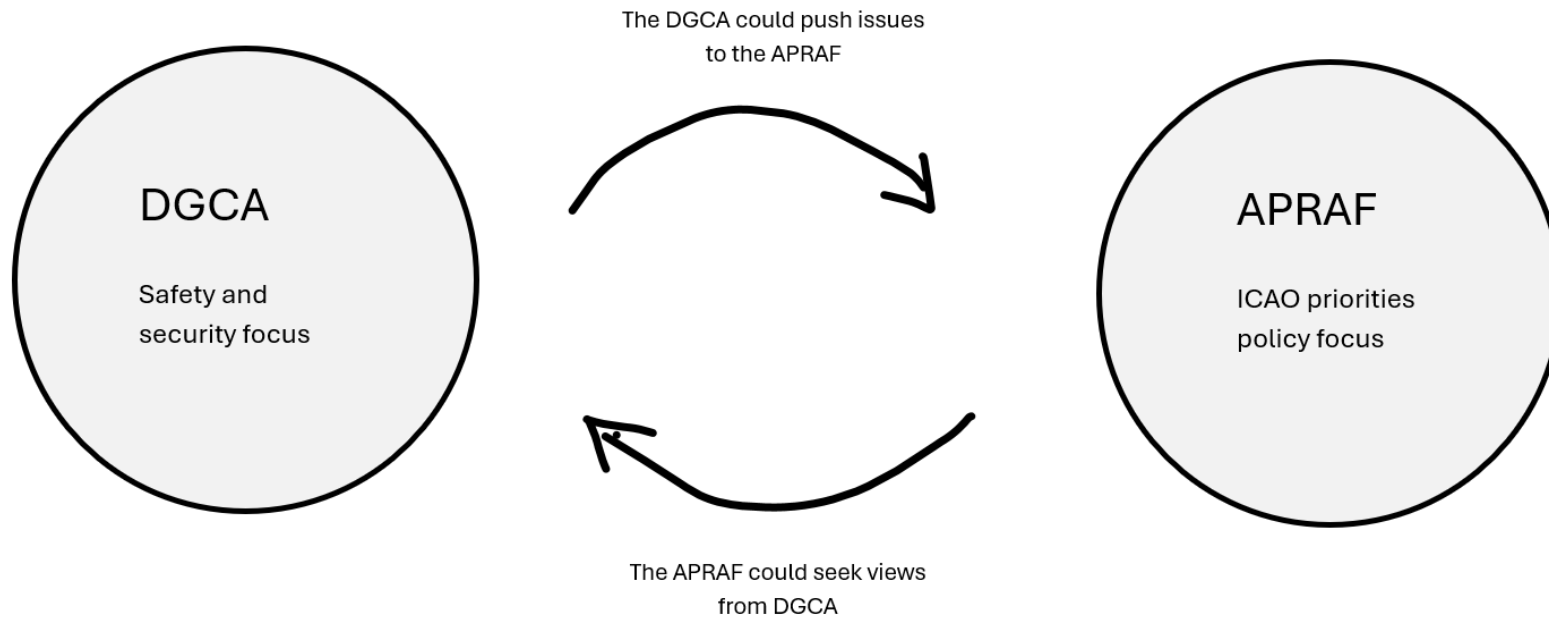 The DGCA could push issues
to the APRAF
DGCA
Safety and
security focus
APRAF
ICAO priorities
policy focus
The APRAF could seek views
from DGCA